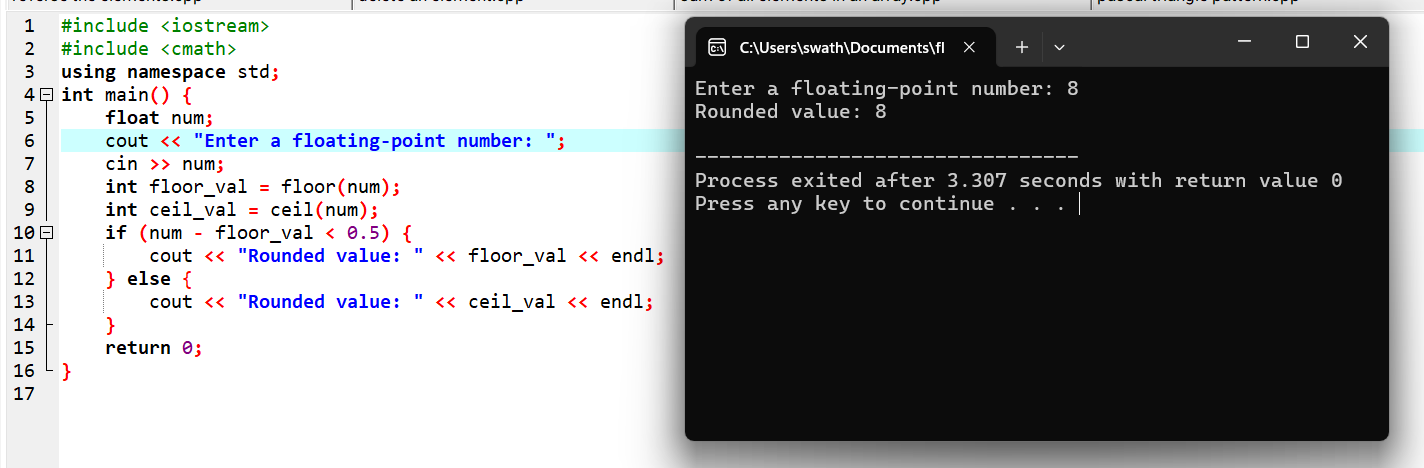 #include <iostream>
#include <cmath>
using namespace std;
int main() {
    float num;
    cout << "Enter a floating-point number: ";
    cin >> num;
    int floor_val = floor(num);
    int ceil_val = ceil(num);
    if (num - floor_val < 0.5) {
        cout << "Rounded value: " << floor_val << endl;
    } else {
        cout << "Rounded value: " << ceil_val << endl;
    }
    return 0;
}
1
2
3
4
5
6
7
8
9
10
11
12
13
14
15
16
17
C:\Users\swath\Documents\fl
Enter a floating-point number: 8
Rounded value: 8
--------------------------------
Process exited after 3.307 seconds with return value 0
Press any key to continue . . .